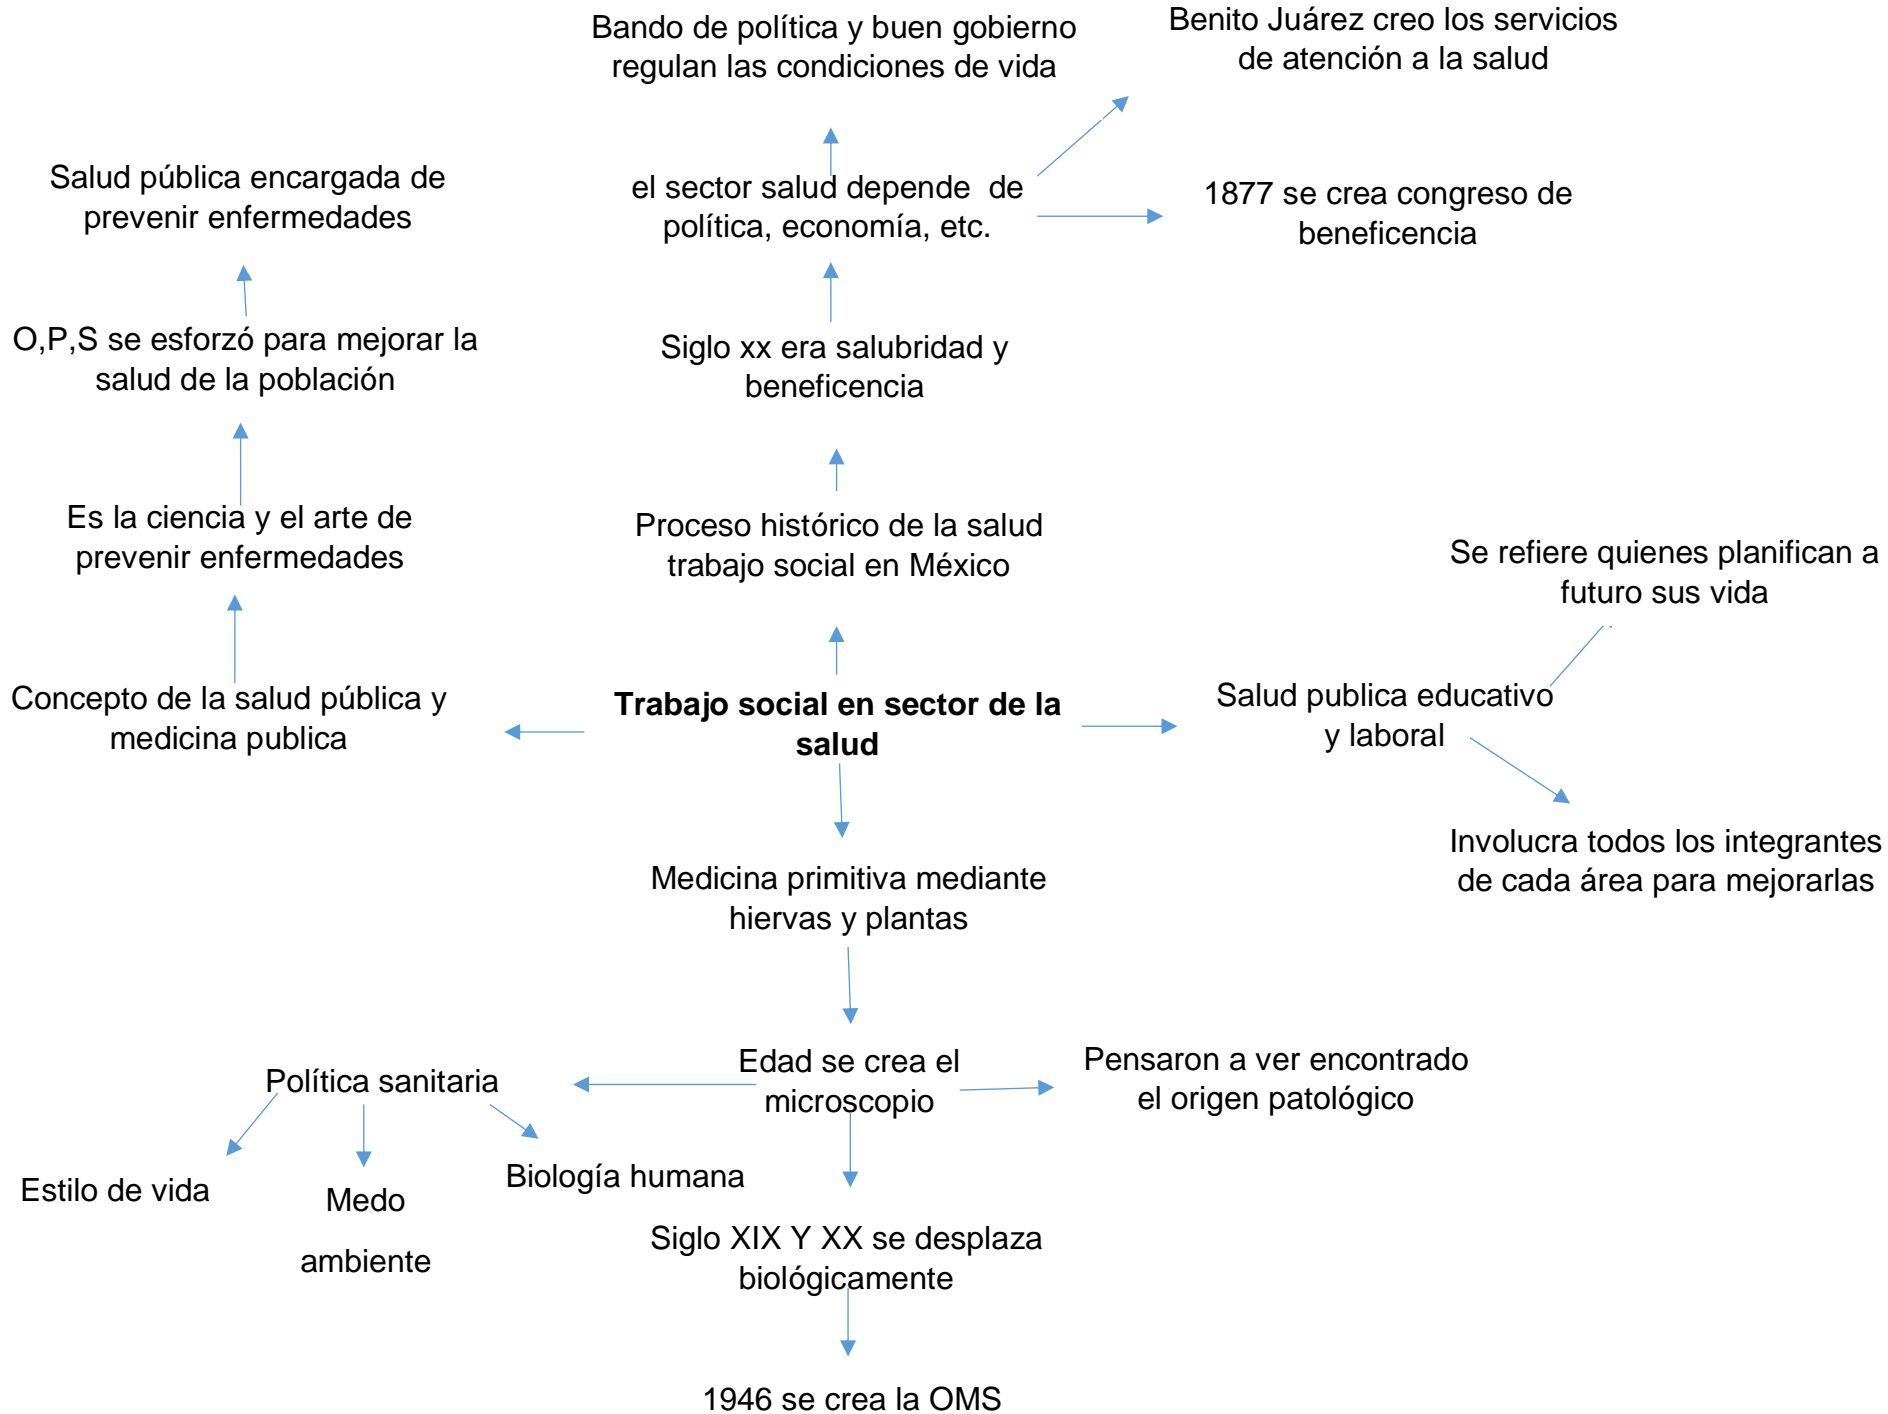 Bando de política y buen gobierno
regulan las condiciones de vida
Benito Juárez creo los servicios
de atención a la salud
Salud pública encargada de
prevenir enfermedades
el sector salud depende  de
política, economía, etc.
1877 se crea congreso de
beneficencia
O,P,S se esforzó para mejorar la
salud de la población
Siglo xx era salubridad y
beneficencia
Es la ciencia y el arte de
prevenir enfermedades
Proceso histórico de la salud
trabajo social en México
Se refiere quienes planifican a
futuro sus vida
Concepto de la salud pública y
medicina publica
Trabajo social en sector de la
salud
Salud publica educativo
y laboral
Involucra todos los integrantes
de cada área para mejorarlas
Medicina primitiva mediante
hiervas y plantas
Política sanitaria
Edad se crea el
microscopio
Pensaron a ver encontrado
el origen patológico
Estilo de vida
Medo
ambiente
Biología humana
Siglo XIX Y XX se desplaza
biológicamente
1946 se crea la OMS